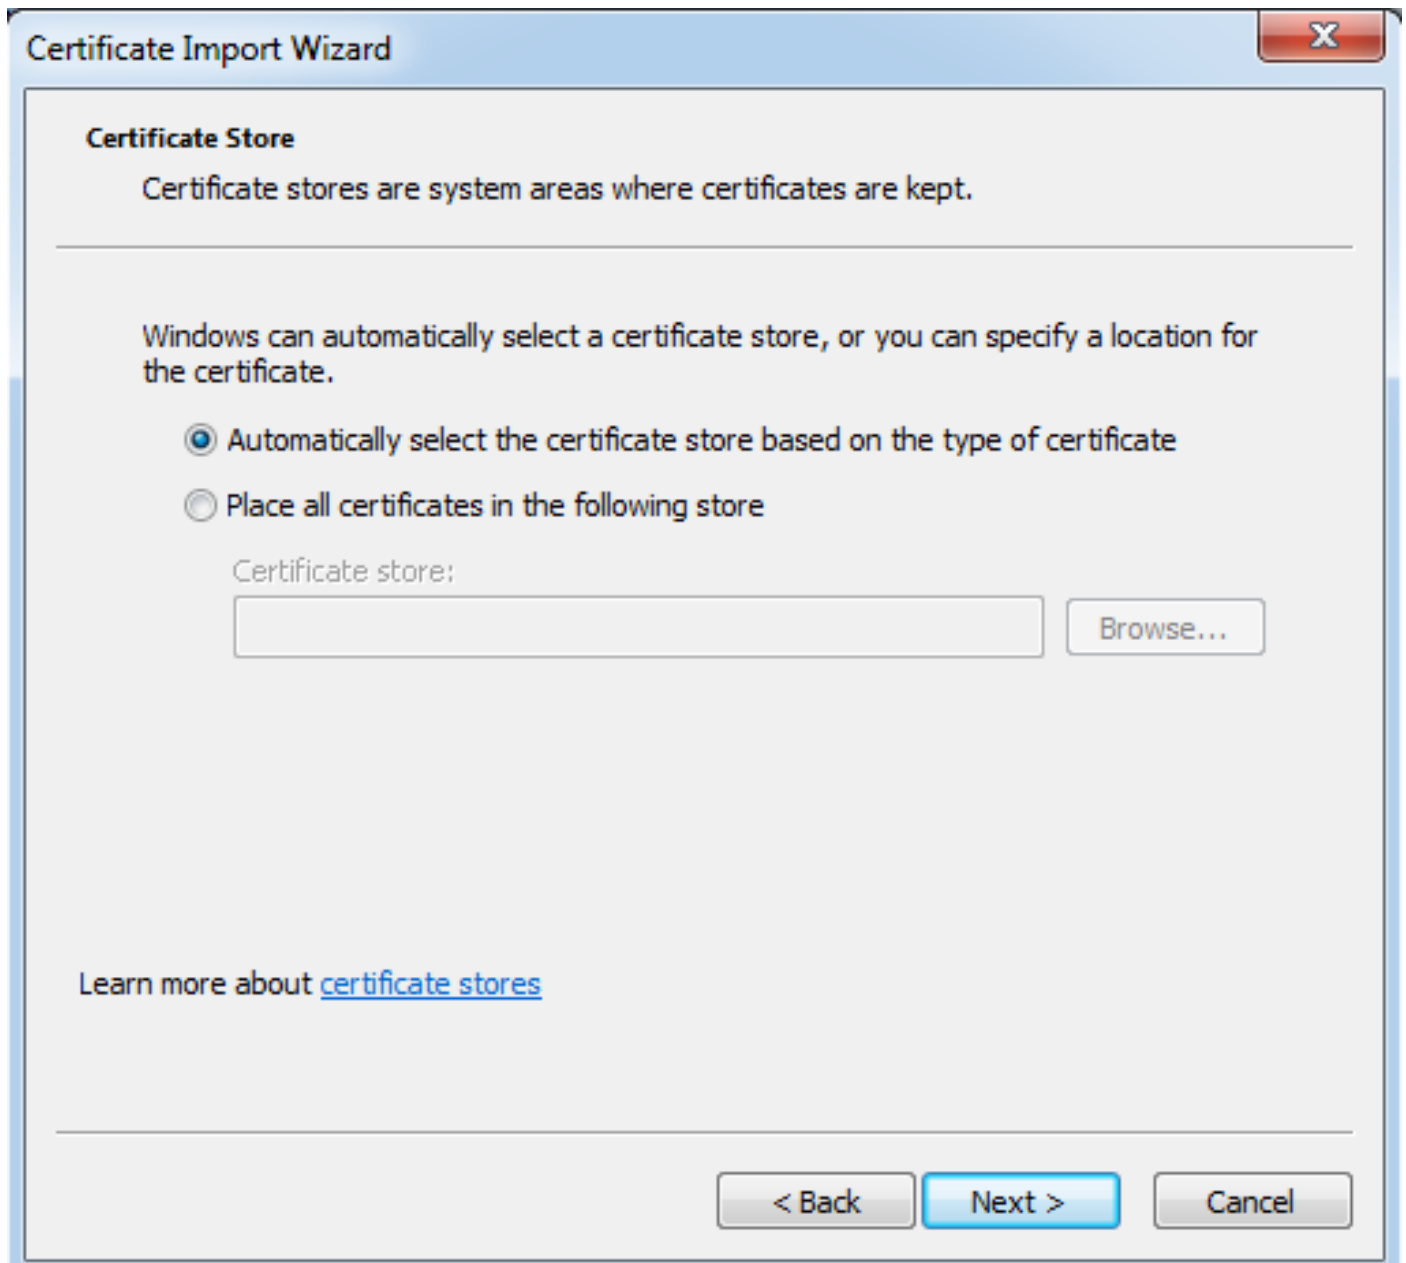 Certificate Import Wizard
Certificate Store
Certificate stores are system areas where certificates are kept.
Windows can automatically select a certificate store, or you can specify a location for
the certificate.
Automatically select the certificate store based on the type of certificate
Place all certificates in the following store
Certificate store:
Browse...
Learn more about certificate stores
< Back Next > Cancel